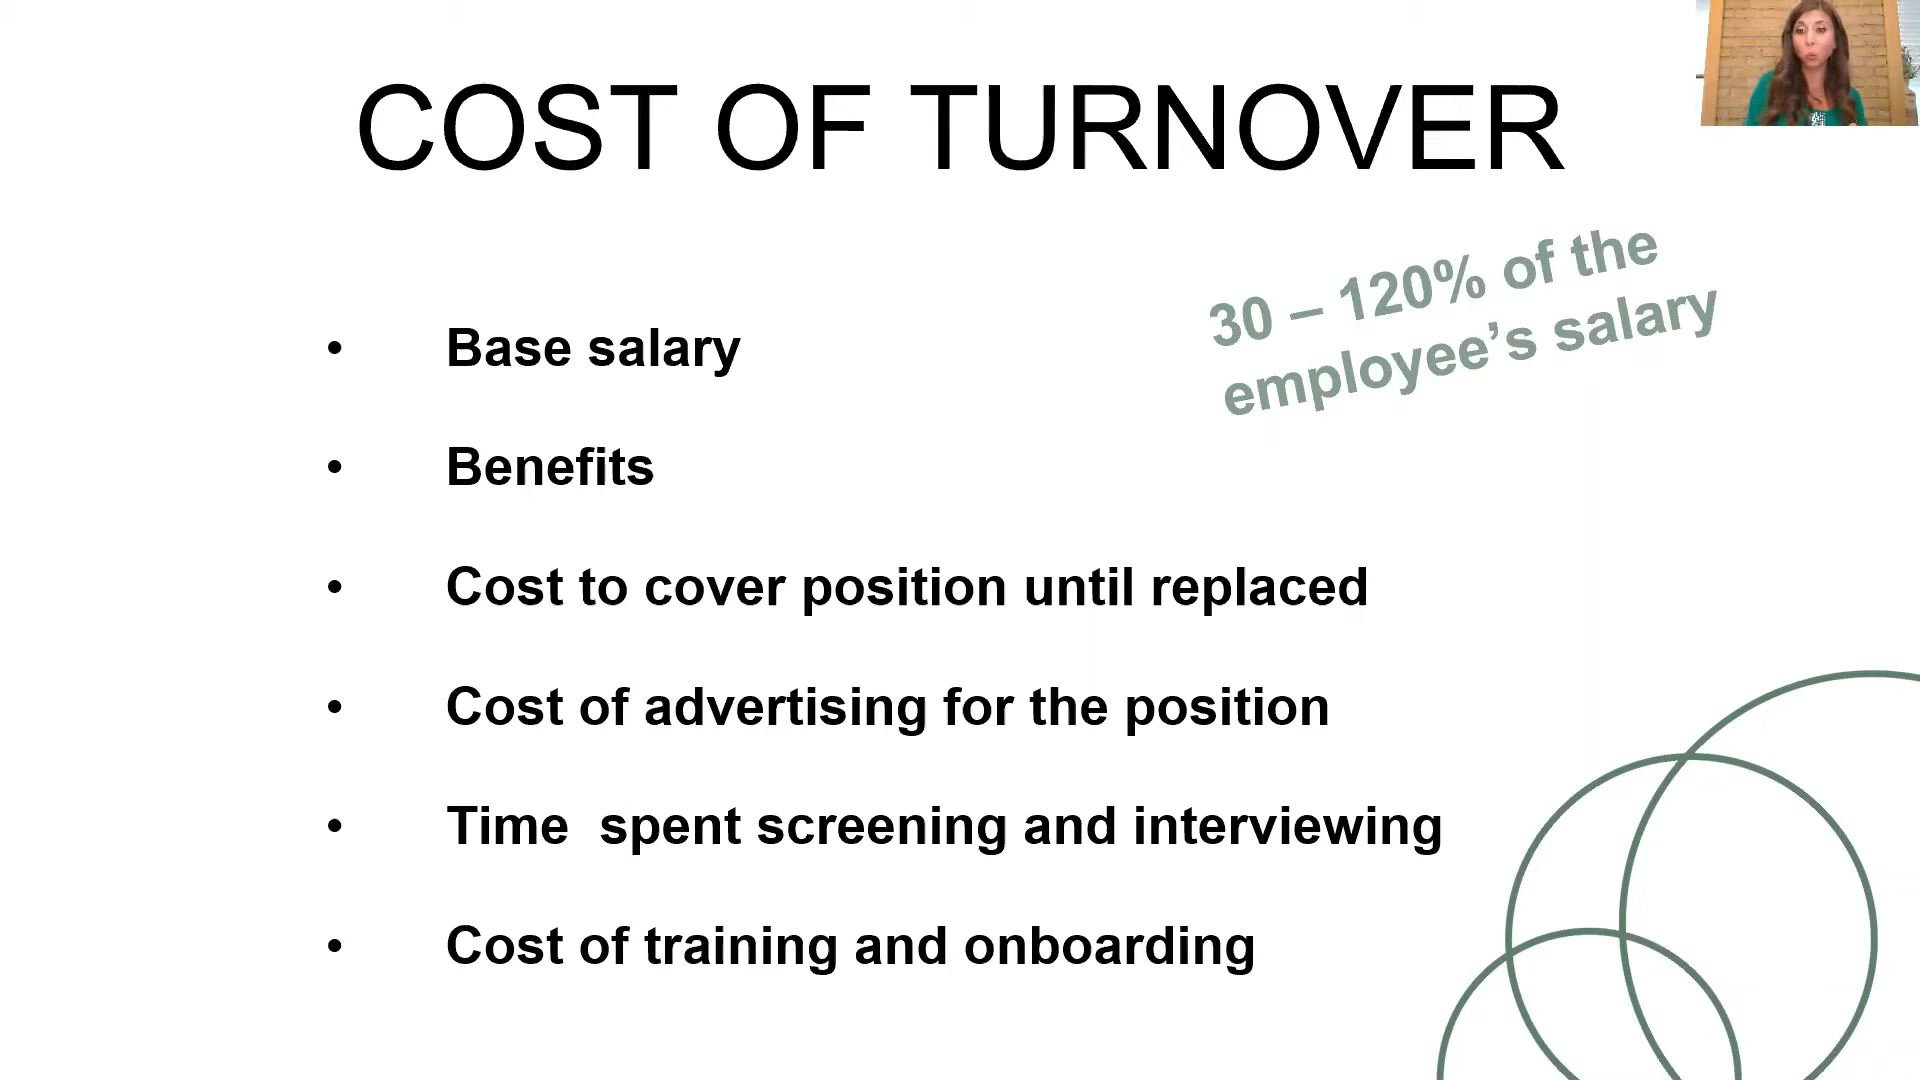 COST OF TURNOVER
30 – 120% of the
employee’s salary
• Base salary
• Benefits
• Cost to cover position until replaced
• Cost of advertising for the position
• Time  spent screening and interviewing
• Cost of training and onboarding